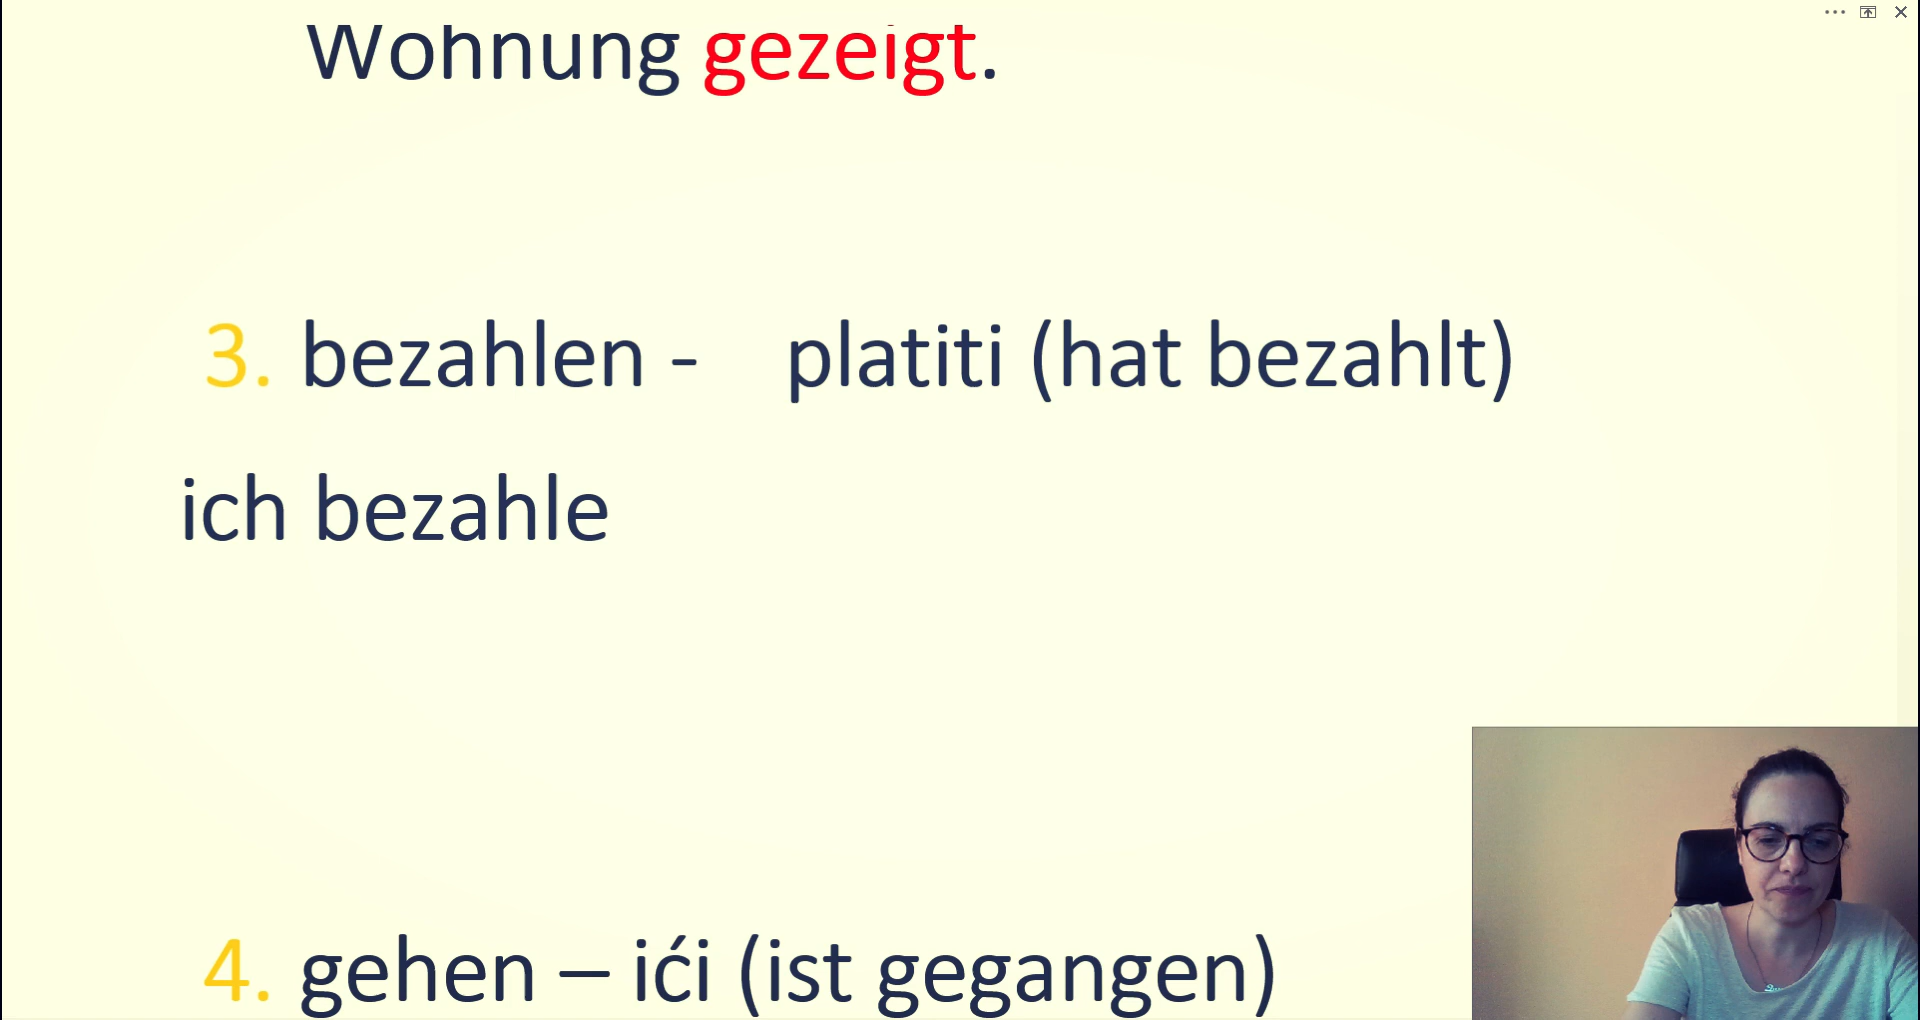 Wohnung gezeigt.
3. bezahlen - platiti (hat bezahlt)
ich bezahle
4. gehen – ići (ist gegangen)